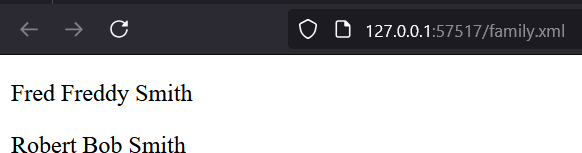 127.0.0.1:57517/family.xml
Fred Freddy Smith
Robert Bob Smith